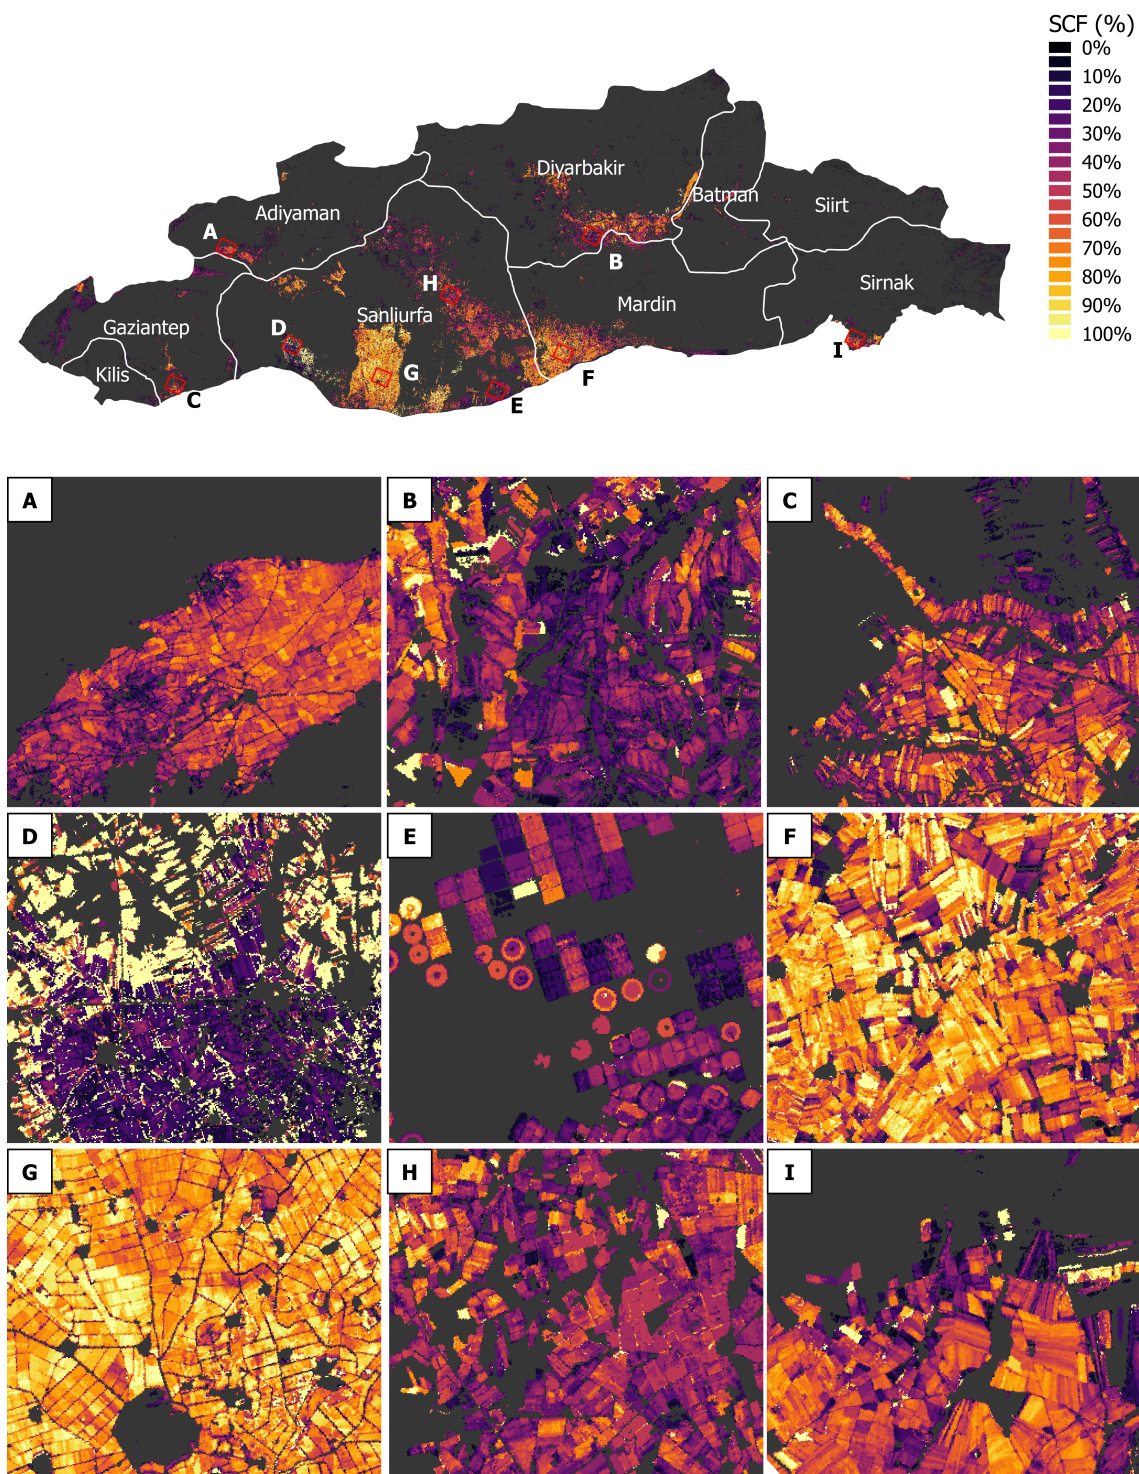 SCF (%)
0%
10%
20%
30%
40%
50%
60%
70%
80%
90%
100%
Diyarbakir
Batman
Siirt
Adiyaman
A
B
H
Sirnak
Mardin
Sanliurfa
Gaziantep
D
I
Kilis
G
F
C
E
A
B
C
D
E
F
G
H
I